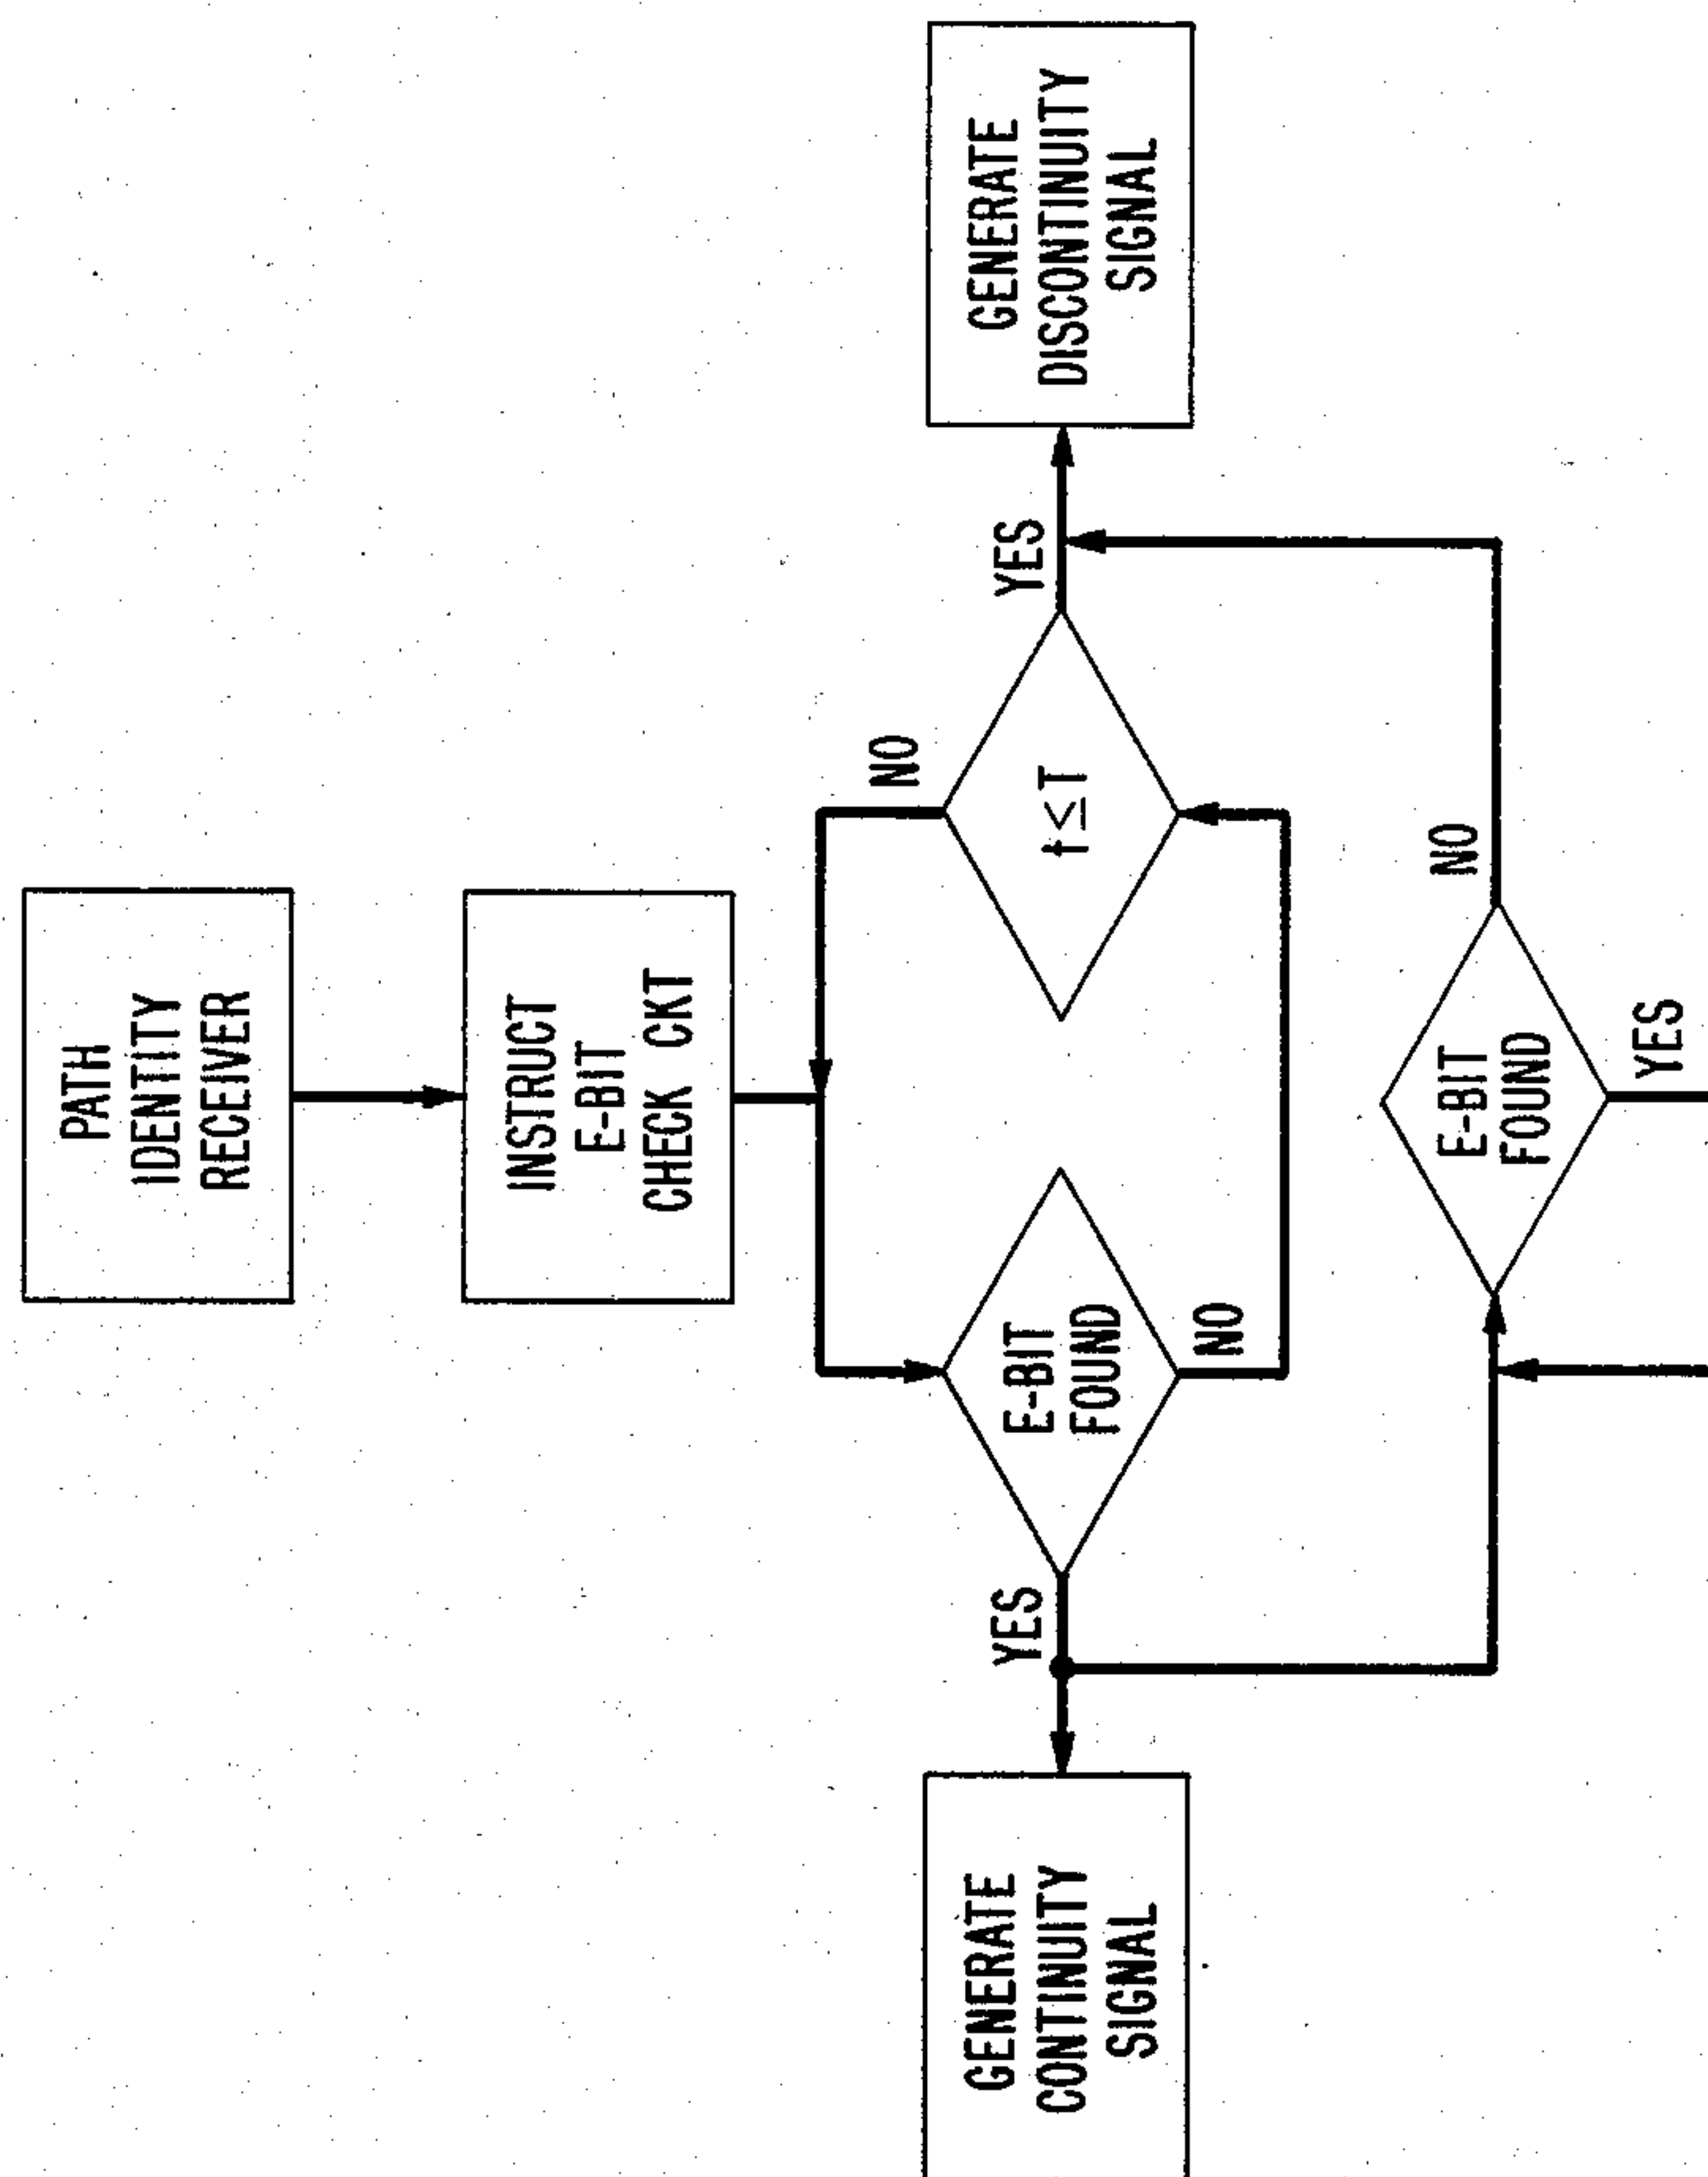 PATH
IDENTITY
RECEIVER
INSTRUCT
E-BIT
CHECK CKT
GENERATE
CONTINUITY
SIGNAL
YES
E-BIT
FOUND
NO
t≤T
NO
YES
GENERATE
DISCONTINUITY
SIGNAL
E-BIT
FOUND
NO
YES